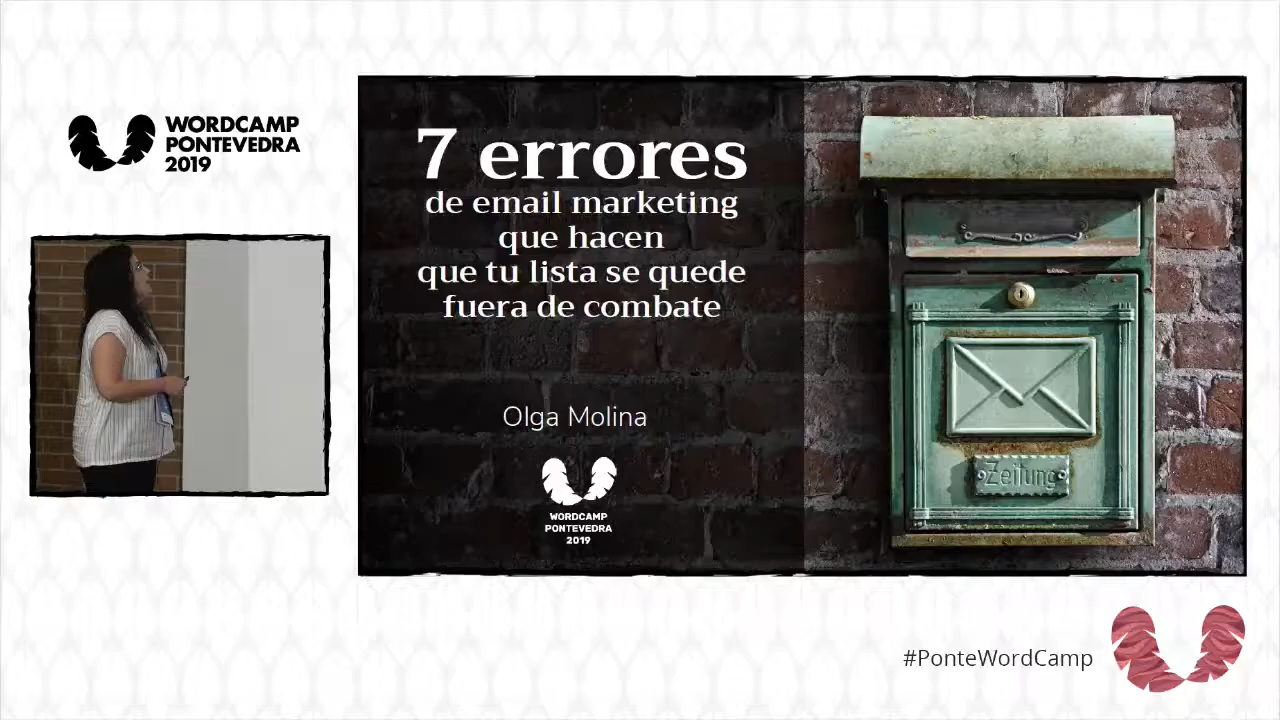 WORDCAMP
PONTEVEDRA
2019
7 errores
de email marketing
que hacen
que tu lista se quede
fuera de combate
Olga Molina
WORDCAMP
PONTEVEDRA
2019
Zeitung
#PonteWordCamp